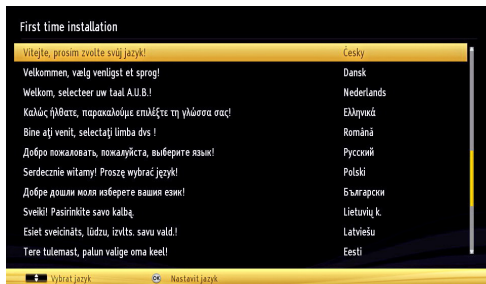 First time installation
Vítejte, prosím zvolte svůj jazyk! Česky
Velkommen, vælg venligst et sprog! Dansk
Welkom, selecteer uw taal A.U.B.! Nederlands
Καλώς ήλθατε, παρακαλούμε επιλέξτε τη γλώσσα σας! Ελληνικά
Bine aţi venit, selectaţi limba dvs ! Română
Добро пожаловать, пожалуйста, выберите язык! Русский
Serdecznie witamy! Proszę wybrać język! Polski
Добре дошли моля изберете вашия език! Български
Sveiki! Pasirinkite savo kalbą. Lietuvių k.
Esiet sveicināts, lūdzu, izvlts. savu vald.! Latviešu
Tere tulemast, palun valige oma keel! Eesti
Vybrat jazyk OK Nastavit jazyk